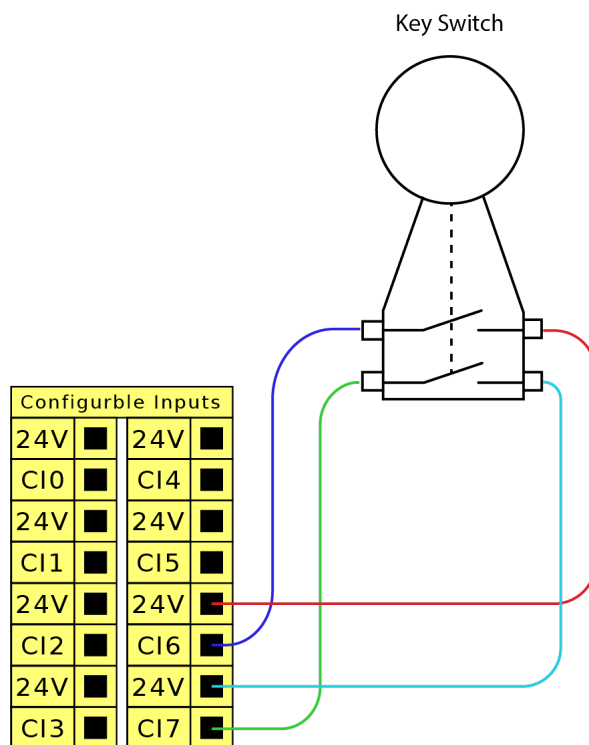 Key Switch
Configurble Inputs
24V 24V
CI0 CI4
24V 24V
CI1 CI5
24V 24V
CI2 CI6
24V 24V
CI3 CI7